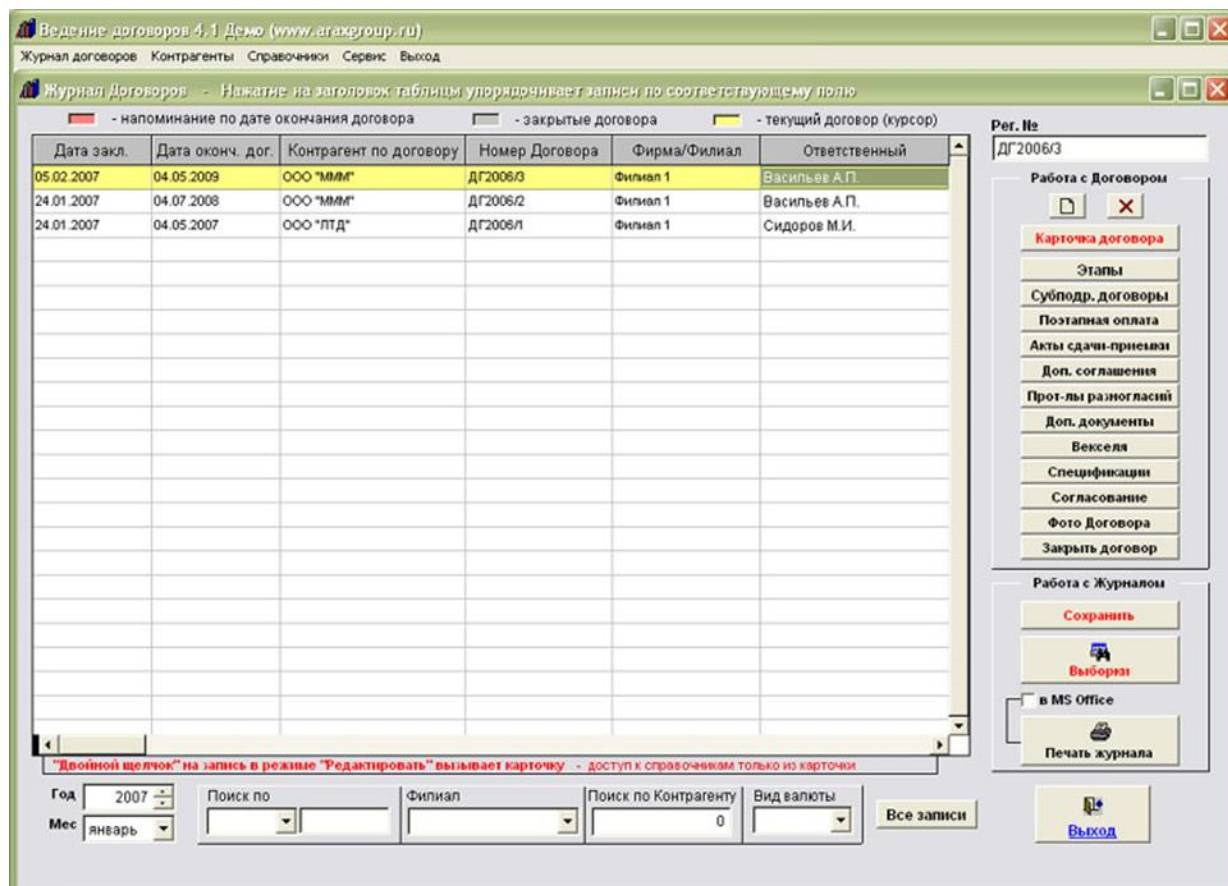 Ведение договоров 4.1 Демо (www.araxgroup.ru)
Журнал договоров Контрагенты Справочники Сервис Выход
Журнал Договоров - Нажатие на заголовок таблицы упорядочивает записи по соответствующему полю
- напоминание по дате окончания договора - закрытые договора - текущий договор (курсор)
Рег. №
ДГ2006/3
Дата закл. Дата оконч. дог. Контрагент по договору Номер Договора Фирма/Филиал Ответственный
05.02.2007 04.05.2009 ООО "МММ" ДГ2006/3 Филиал 1 Васильев А.П.
24.01.2007 04.07.2008 ООО "МММ" ДГ2006/2 Филиал 1 Васильев А.П.
24.01.2007 04.05.2007 ООО "ЛТД" ДГ2006/1 Филиал 1 Сидоров М.И.
Работа с Договором
Карточка договора
Этапы
Субподр. договоры
Поэтапная оплата
Акты сдачи-приемки
Доп. соглашения
Прот-лы разногласий
Доп. документы
Векселя
Спецификации
Согласование
Фото Договора
Закрыть договор
Работа с Журналом
Сохранить
Выборки
в MS Office
Печать журнала
"Двойной щелчок" на запись в режиме "Редактировать" вызывает карточку - доступ к справочникам только из карточки
Год 2007
Мес январь
Поиск по
Филиал
Поиск по Контрагенту
0
Вид валюты
Все записи
Выход